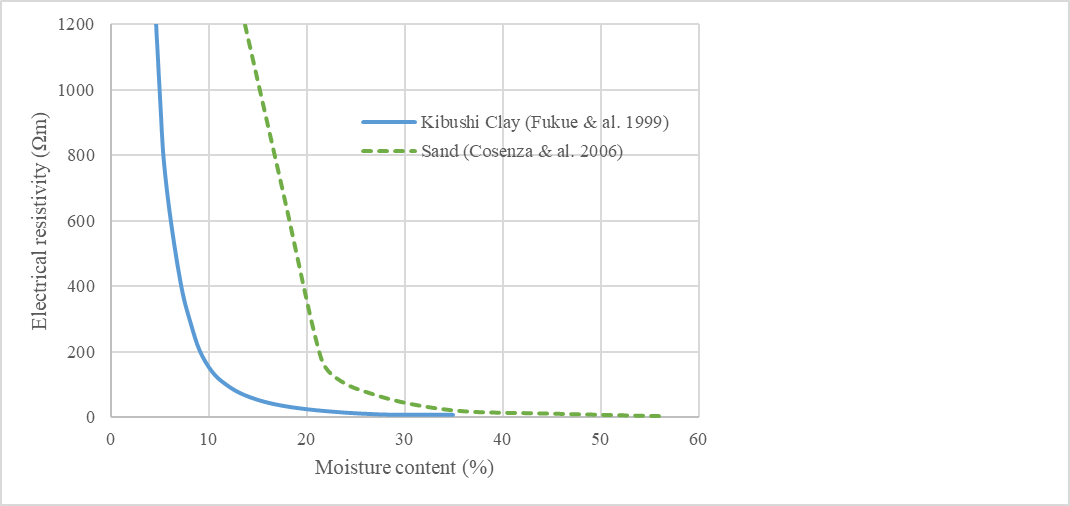 1200
1000
800
600
400
200
0
Electrical resistivity (Ωm)
Kibushi Clay (Fukue & al. 1999)
Sand (Cosenza & al. 2006)
0 10 20 30 40 50 60
Moisture content (%)